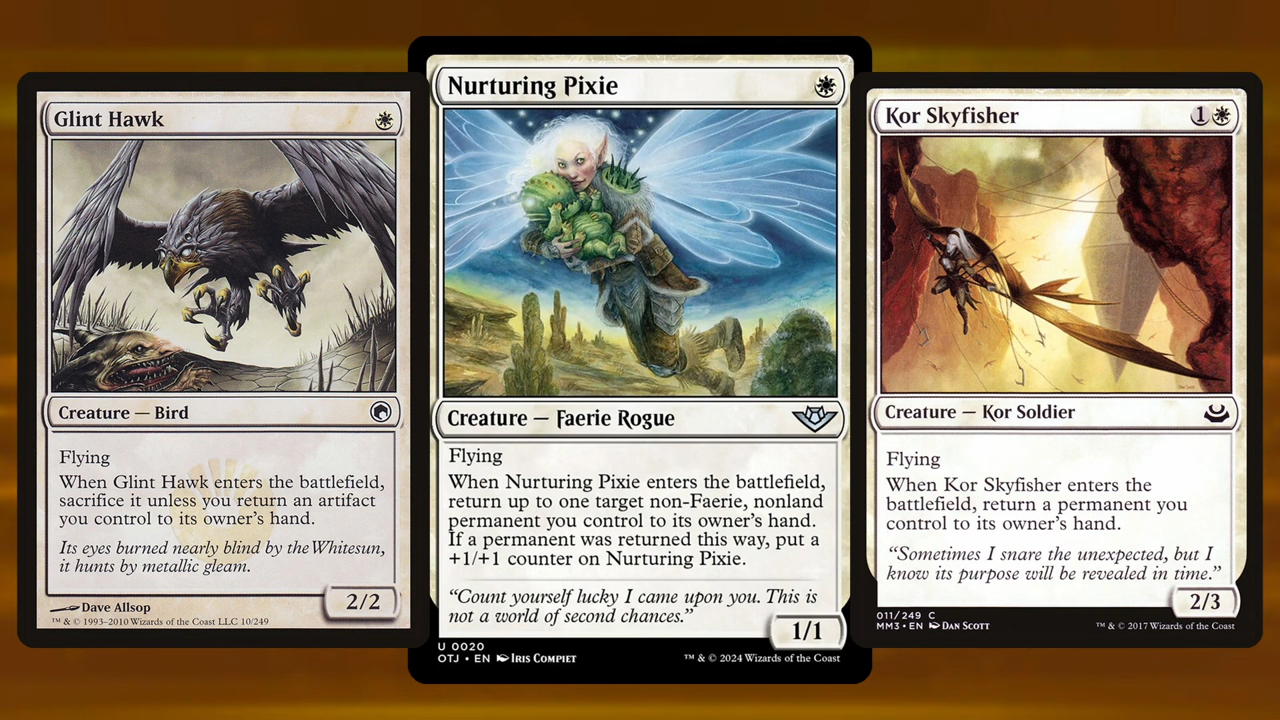 Glint Hawk
Creature — Bird
Flying
When Glint Hawk enters the battlefield,
sacrifice it unless you return an artifact
you control to its owner's hand.
Its eyes burned nearly blind by the Whitesun,
it hunts by metallic gleam.
2/2
Dave Allsop
™ & © 1993–2010 Wizards of the Coast LLC 10/249
Nurturing Pixie
Creature — Faerie Rogue
Flying
When Nurturing Pixie enters the battlefield,
return up to one target non-Faerie, nonland
permanent you control to its owner's hand.
If a permanent was returned this way, put a
+1/+1 counter on Nurturing Pixie.
“Count yourself lucky I came upon you. This is
not a world of second chances.”
1/1
U 0020
OTJ • EN Iris Compiet
™ & © 2024 Wizards of the Coast
Kor Skyfisher
1
Creature — Kor Soldier
Flying
When Kor Skyfisher enters the
battlefield, return a permanent you
control to its owner's hand.
“Sometimes I snare the unexpected, but I
know its purpose will be revealed in time.”
2/3
011/249 C
MM3 • EN Dan Scott
™ & © 2017 Wizards of the Coast